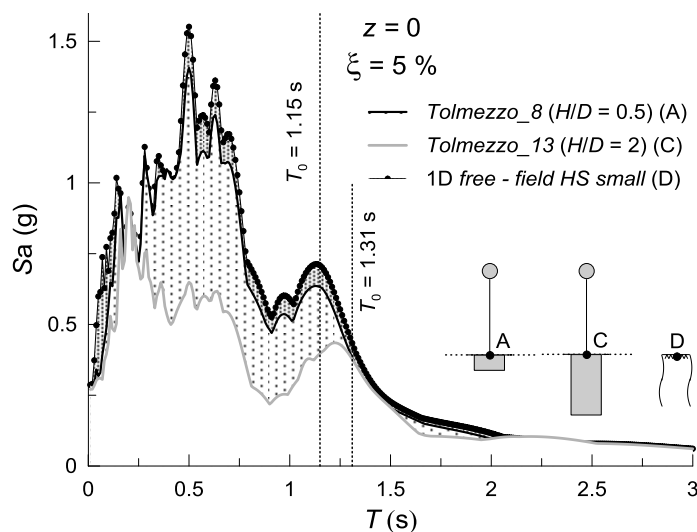 z = 0
ξ = 5 %
Tolmezzo_8 (H/D = 0.5) (A)
Tolmezzo_13 (H/D = 2) (C)
1D free - field HS small (D)
T0 = 1.15 s
T0 = 1.31 s
A
C
D
Sa (g)
1.5
1
0.5
0
0
0.5
1
1.5
2
2.5
3
T (s)